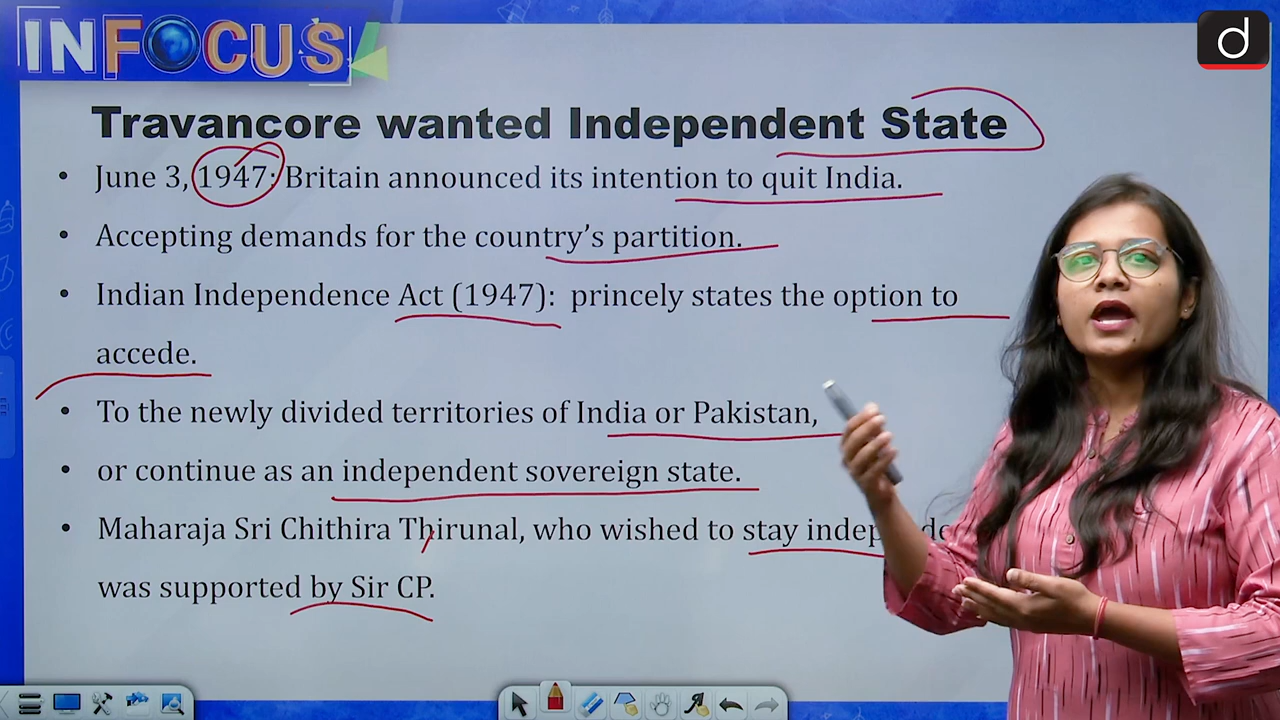 INFOCUS
d
Travancore wanted Independent State
• June 3, 1947: Britain announced its intention to quit India.
• Accepting demands for the country's partition.
• Indian Independence Act (1947): princely states the option to
accede.
• To the newly divided territories of India or Pakistan,
• or continue as an independent sovereign state.
• Maharaja Sri Chithira Thirunal, who wished to stay
was supported by Sir CP.